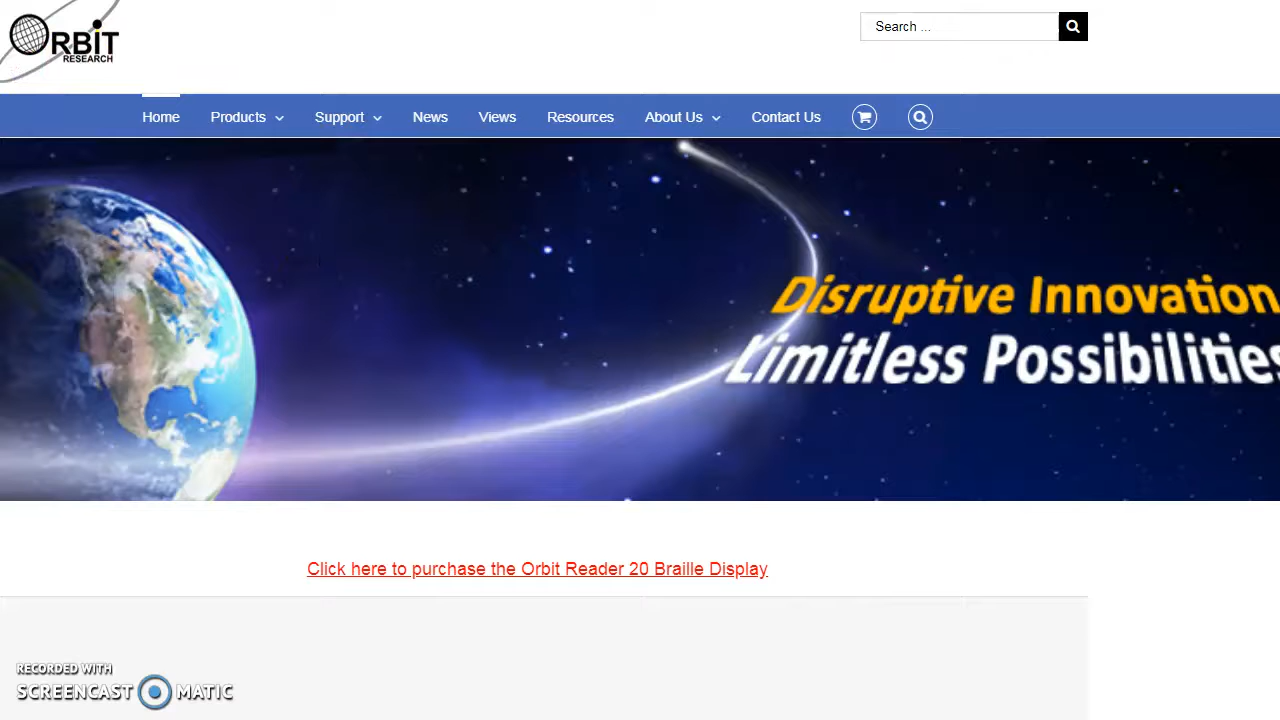 ORBIT
RESEARCH
Search ...
Home
Products
Support
News
Views
Resources
About Us
Contact Us
Disruptive Innovation
Limitless Possibilities
Click here to purchase the Orbit Reader 20 Braille Display
RECORDED WITH
SCREENCAST MATIC